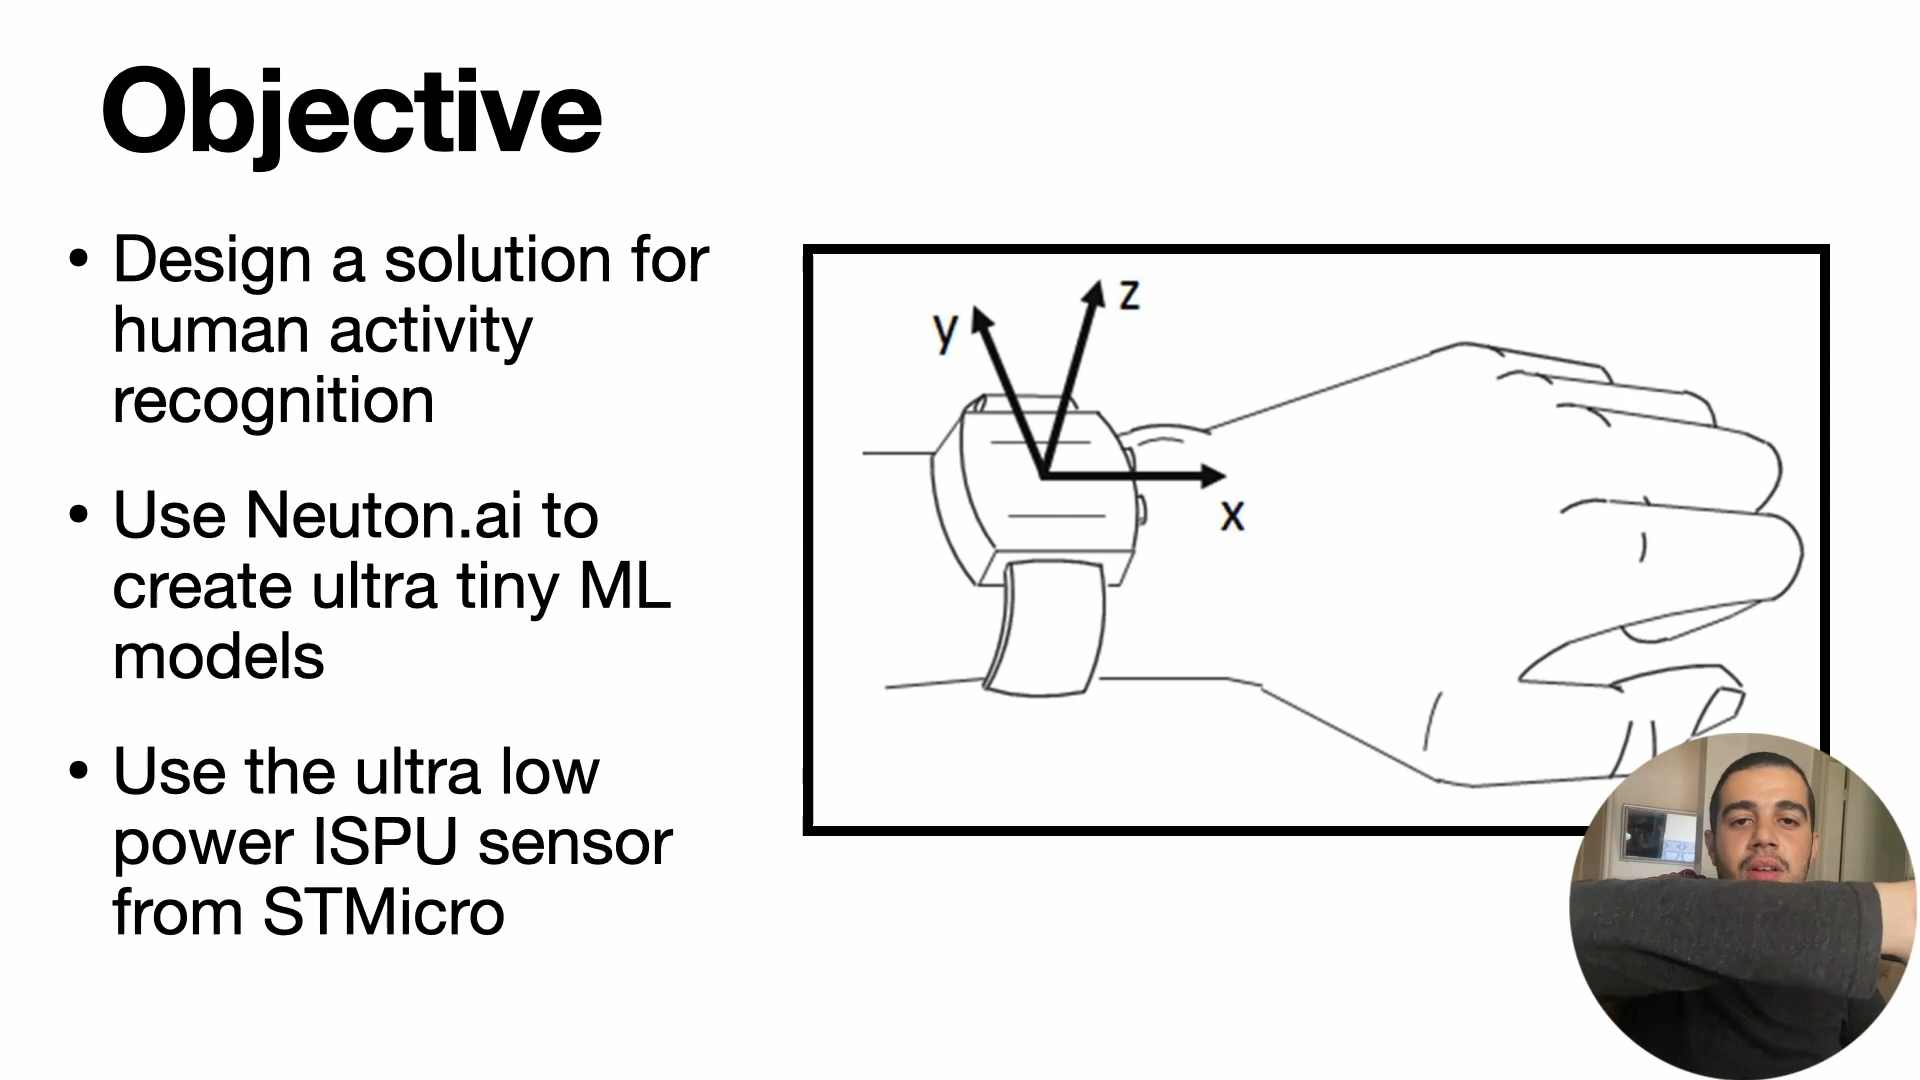 Objective
• Design a solution for
human activity
recognition
• Use Neuton.ai to
create ultra tiny ML
models
• Use the ultra low
power ISPU sensor
from STMicro
y
z
x